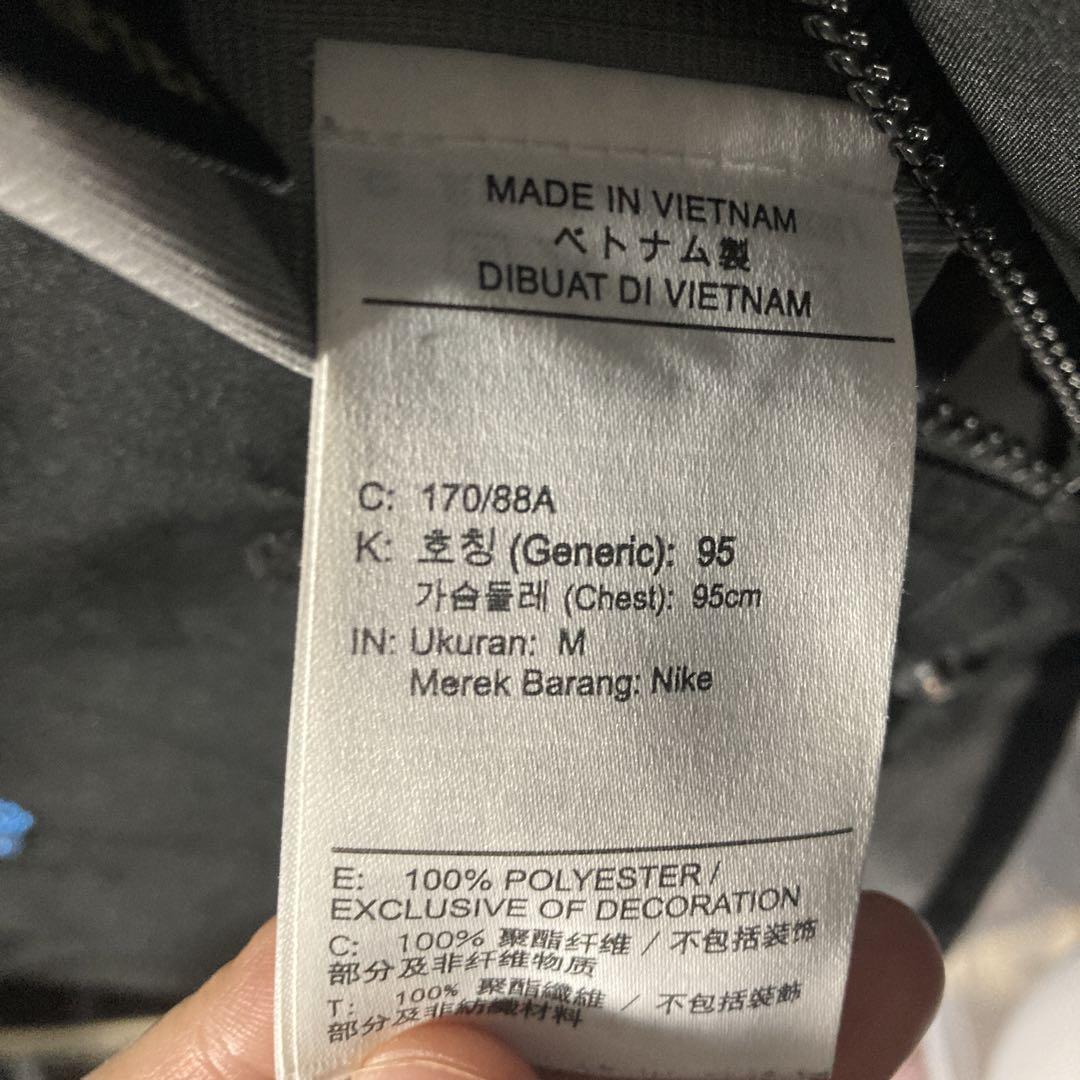 MADE IN VIETNAM
ベトナム製
DIBUAT DI VIETNAM
C: 170/88A
K: 호칭 (Generic): 95
가슴둘레 (Chest): 95cm
IN: Ukuran: M
Merek Barang: Nike
E: 100% POLYESTER /
EXCLUSIVE OF DECORATION
C: 100% 聚酯纤维 / 不包括装饰
部分及非纤维物质
T: 100% 聚酯纖維 / 不包括裝飾
部分及非紡織材料